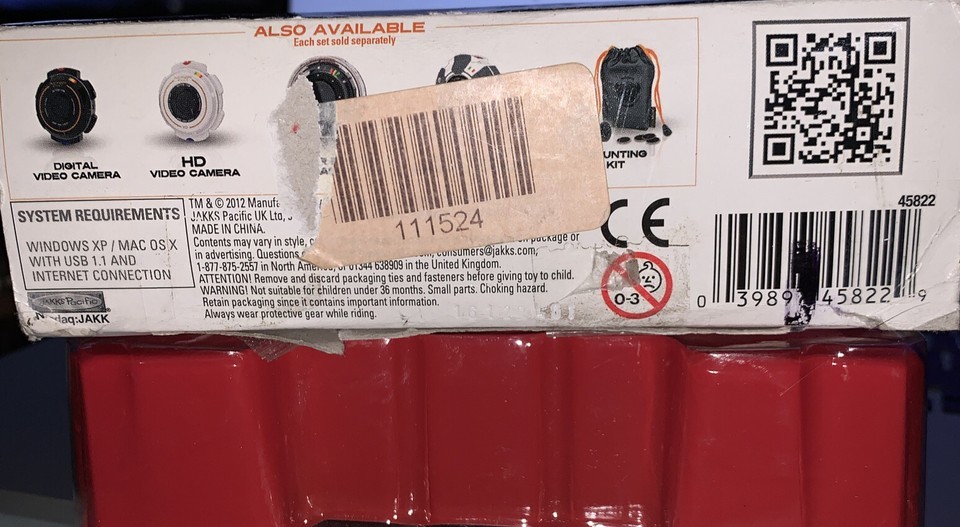 ALSO AVAILABLE
Each set sold separately
DIGITAL
VIDEO CAMERA
HD
VIDEO CAMERA
UNTING
KIT
SYSTEM REQUIREMENTS
WINDOWS XP / MAC OS X
WITH USB 1.1 AND
INTERNET CONNECTION
JAKKS Pacific
daq:JAKK
TM & © 2012 Manufa
JAKKS Pacific UK Ltd,
MADE IN CHINA.
Contents may vary in style, package or
in advertising. Questions consumers@jakks.com,
1-877-875-2557 in North America, or 01344 638909 in the United Kingdom.
ATTENTION! Remove and discard packaging ties and fasteners before giving toy to child.
WARNING! Not suitable for children under 36 months. Small parts. Choking hazard.
Retain packaging since it contains important information.
Always wear protective gear while riding.
111524
CE
0-3
45822
0 3989 45822 9